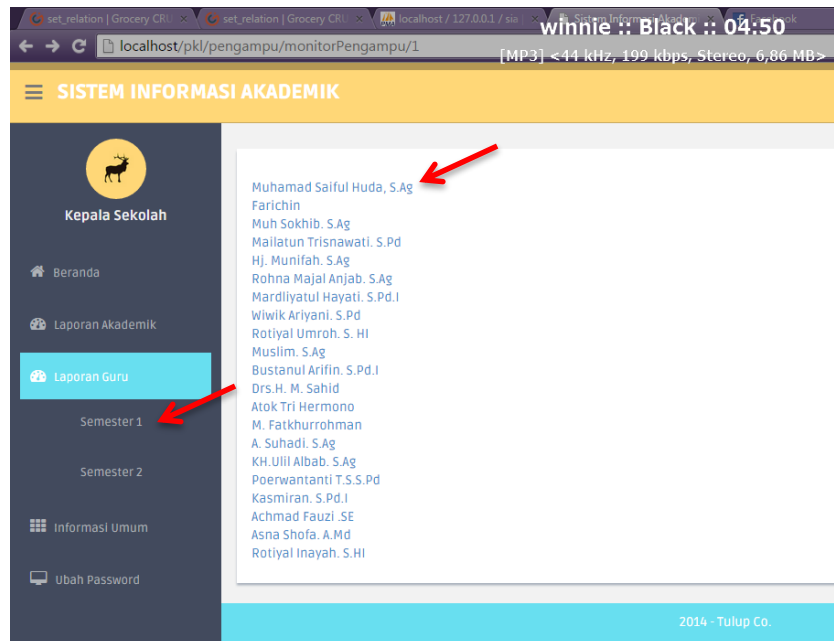 set_relation | Grocery CRU
set_relation | Grocery CRU
localhost / 127.0.0.1 / sia |
Sistem Informasi Akadem
Facebook
winnie :: Black :: 04:50
localhost/pkl/pengampu/monitorPengampu/1
[MP3] <44 kHz, 199 kbps, Stereo, 6,86 MB>
SISTEM INFORMASI AKADEMIK
Kepala Sekolah
Beranda
Laporan Akademik
Laporan Guru
Semester 1
Semester 2
Informasi Umum
Ubah Password
Muhamad Saiful Huda, S.Ag
Farichin
Muh Sokhib. S.Ag
Mailatun Trisnawati. S.Pd
Hj. Munifah. S.Ag
Rohna Majal Anjab. S.Ag
Mardliyatul Hayati. S.Pd.I
Wiwik Ariyani. S.Pd
Rotiyal Umroh. S. HI
Muslim. S.Ag
Bustanul Arifin. S.Pd.I
Drs.H. M. Sahid
Atok Tri Hermono
M. Fatkhurrohman
A. Suhadi. S.Ag
KH.Ulil Albab. S.Ag
Poerwantanti T.S.S.Pd
Kasmiran. S.Pd.I
Achmad Fauzi .SE
Asna Shofa. A.Md
Rotiyal Inayah. S.HI
2014 - Tulup Co.